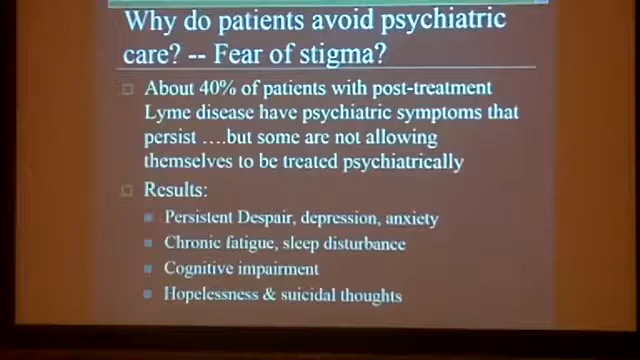 Why do patients avoid psychiatric
care? -- Fear of stigma?
About 40% of patients with post-treatment
Lyme disease have psychiatric symptoms that
persist ….but some are not allowing
themselves to be treated psychiatrically
Results:
Persistent Despair, depression, anxiety
Chronic fatigue, sleep disturbance
Cognitive impairment
Hopelessness & suicidal thoughts